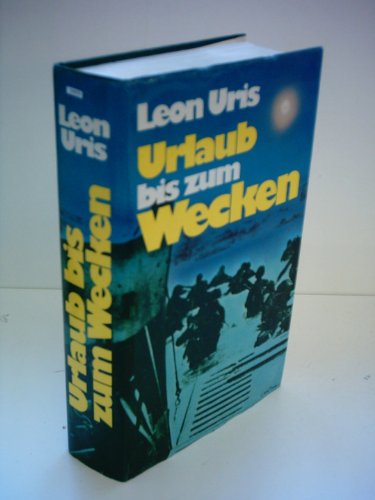 Leon
Uris
Urlaub bis
zum Wecken
Leon Uris
Urlaub
bis zum
Wecken